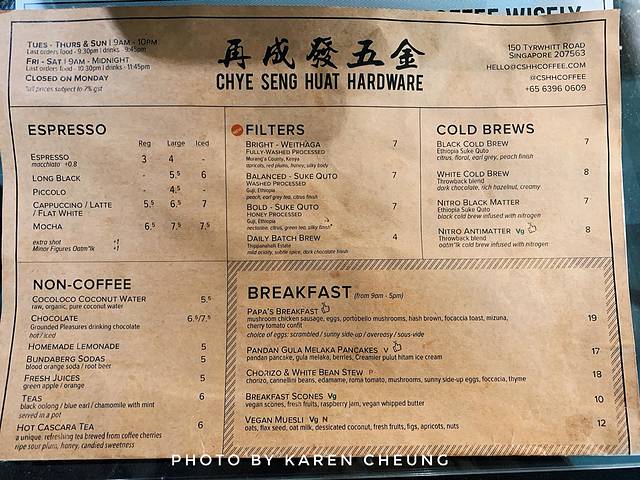 COFFEE WISELY
TUES - THURS & SUN | 9AM - 10PM
Last orders food - 9:30pm | drinks - 9:45pm
FRI - SAT | 9AM - MIDNIGHT
Last orders food - 10:30pm | drinks - 11:45pm
CLOSED ON MONDAY
*all prices subject to 7% gst
再成發五金
CHYE SENG HUAT HARDWARE
150 TYRWHITT ROAD
SINGAPORE 207563
HELLO@CSHHCOFFEE.COM
@CSHHCOFFEE
+65 6396 0609
ESPRESSO
Reg Large Iced
ESPRESSO 3 4 -
macchiato +0.8
LONG BLACK - 5.5 6
PICCOLO - 4.5 -
CAPPUCCINO / LATTE 5.5 6.5 7
/ FLAT WHITE
MOCHA 6.5 7.5 7.5
extra shot +1
Minor Figures Oatm*lk +1
FILTERS
BRIGHT - WEITHAGA 7
FULLY-WASHED PROCESSED
Murang'a County, Kenya
apricots, red plums, honey, silky body
BALANCED - SUKE QUTO 7
WASHED PROCESSED
Guji, Ethiopia
peach, earl grey tea, citrus finish
BOLD - SUKE QUTO 7
HONEY PROCESSED
Guji, Ethiopia
nectarine, citrus, green tea, silky finish
DAILY BATCH BREW 4
Thippanahalli Estate
mild acidity, subtle spice, dark chocolate finish
COLD BREWS
BLACK COLD BREW 7
Ethiopia Suke Quto
citrus, floral, earl grey, peach finish
WHITE COLD BREW 8
Throwback blend
dark chocolate, rich hazelnut, creamy
NITRO BLACK MATTER 7
Ethiopia Suke Quto
black cold brew infused with nitrogen
NITRO ANTIMATTER Vg 8
Throwback blend
oatm*lk cold brew infused with nitrogen
NON-COFFEE
COCOLOCO COCONUT WATER 5.5
raw, organic, pure coconut water
CHOCOLATE 6.5/7.5
Grounded Pleasures drinking chocolate
hot / iced
HOMEMADE LEMONADE 5
BUNDABERG SODAS 5
blood orange soda / root beer
FRESH JUICES 5
green apple / orange
TEAS 6
black oolong / blue earl / chamomile with mint
served in a pot
HOT CASCARA TEA 6
a unique, refreshing tea brewed from coffee cherries
ripe sour plum, honey, candied sweetness
BREAKFAST (from 9am - 5pm)
PAPA'S BREAKFAST 19
mushroom chicken sausage, eggs, portobello mushrooms, hash brown, focaccia toast, mizuna,
cherry tomato confit
choice of eggs: scrambled / sunny side-up / overeasy / sous-vide
PANDAN GULA MELAKA PANCAKES V 17
pandan pancake, gula melaka, berries, Creamier pulut hitam ice cream
CHORIZO & WHITE BEAN STEW P 18
chorizo, cannellini beans, edamame, roma tomato, mushrooms, sunny side-up eggs, foccacia, thyme
BREAKFAST SCONES Vg 10
vegan scones, fresh fruits, raspberry jam, vegan whipped butter
VEGAN MUESLI Vg N 12
oats, flax seed, oat milk, dessicated coconut, fresh fruits, figs, apricots, nuts
PHOTO BY KAREN CHEUNG